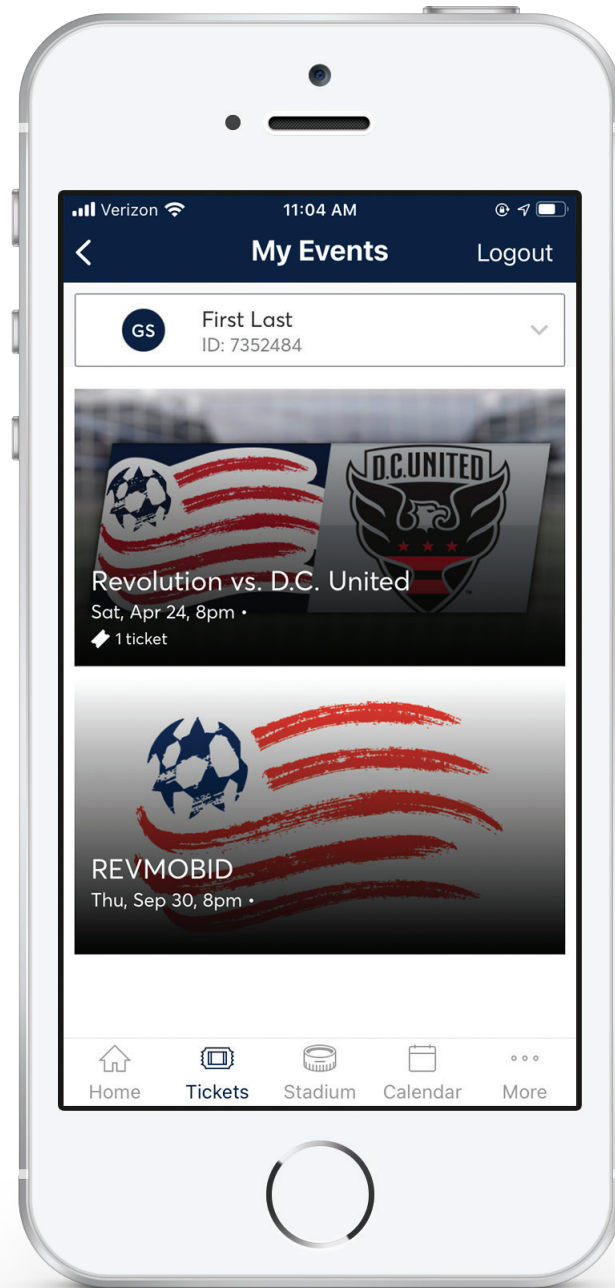 Verizon 11:04 AM
My Events Logout
GS First Last
ID: 7352484
D.C.UNITED
Revolution vs. D.C. United
Sat, Apr 24, 8pm •
1 ticket
REVMOBID
Thu, Sep 30, 8pm •
Home Tickets Stadium Calendar More